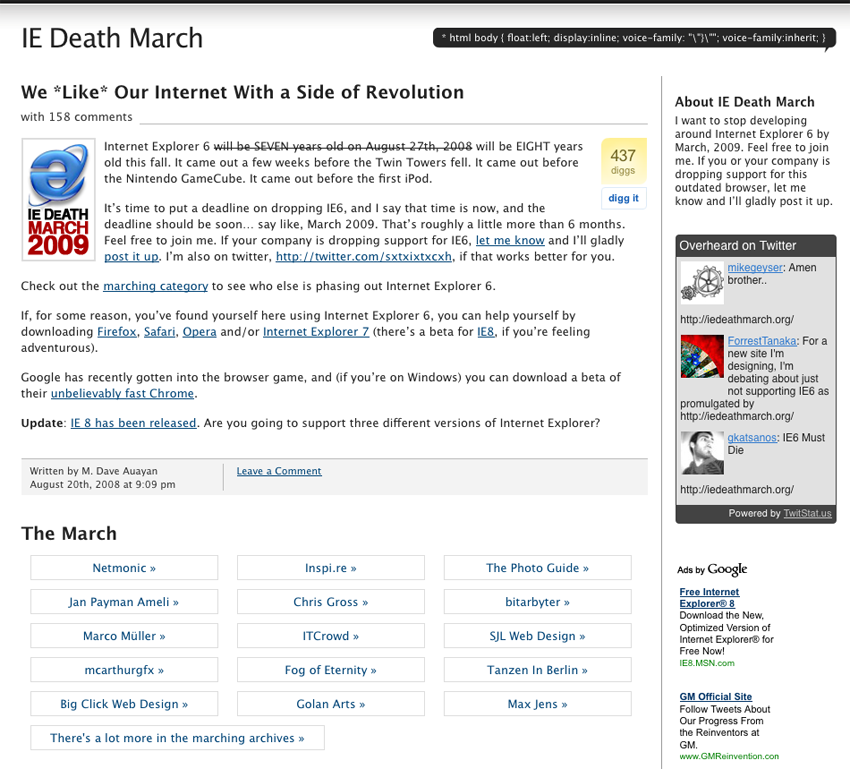 IE Death March
* html body { float:left; display:inline; voice-family: "\"}\""; voice-family:inherit; }
We *Like* Our Internet With a Side of Revolution
with 158 comments
IE DEATH
MARCH
2009
Internet Explorer 6 will be SEVEN years old on August 27th, 2008 will be EIGHT years
old this fall. It came out a few weeks before the Twin Towers fell. It came out before
the Nintendo GameCube. It came out before the first iPod.
437
diggs
digg it
It's time to put a deadline on dropping IE6, and I say that time is now, and the
deadline should be soon... say like, March 2009. That's roughly a little more than 6 months.
Feel free to join me. If your company is dropping support for IE6, let me know and I'll gladly
post it up. I'm also on twitter, http://twitter.com/sxtxixtxcxh, if that works better for you.
Check out the marching category to see who else is phasing out Internet Explorer 6.
If, for some reason, you've found yourself here using Internet Explorer 6, you can help yourself by
downloading Firefox, Safari, Opera and/or Internet Explorer 7 (there's a beta for IE8, if you're feeling
adventurous).
Google has recently gotten into the browser game, and (if you're on Windows) you can download a beta of
their unbelievably fast Chrome.
Update: IE 8 has been released. Are you going to support three different versions of Internet Explorer?
Written by M. Dave Auayan
August 20th, 2008 at 9:09 pm
Leave a Comment
The March
Netmonic »
Inspi.re »
The Photo Guide »
Jan Payman Ameli »
Chris Gross »
bitarbyter »
Marco Müller »
ITCrowd »
SJL Web Design »
mcarthurgfx »
Fog of Eternity »
Tanzen In Berlin »
Big Click Web Design »
Golan Arts »
Max Jens »
There's a lot more in the marching archives »
About IE Death March
I want to stop developing
around Internet Explorer 6 by
March, 2009. Feel free to join
me. If you or your company is
dropping support for this
outdated browser, let me
know and I'll gladly post it up.
Overheard on Twitter
mikegeyser: Amen
brother..
http://iedeathmarch.org/
ForrestTanaka: For a
new site I'm
designing, I'm
debating about just
not supporting IE6 as
promulgated by
http://iedeathmarch.org/
gkatsanos: IE6 Must
Die
http://iedeathmarch.org/
Powered by TwitStat.us
Ads by Google
Free Internet
Explorer® 8
Download the New,
Optimized Version of
Internet Explorer® for
Free Now!
IE8.MSN.com
GM Official Site
Follow Tweets About
Our Progress From
the Reinventors at
GM.
www.GMReinvention.con